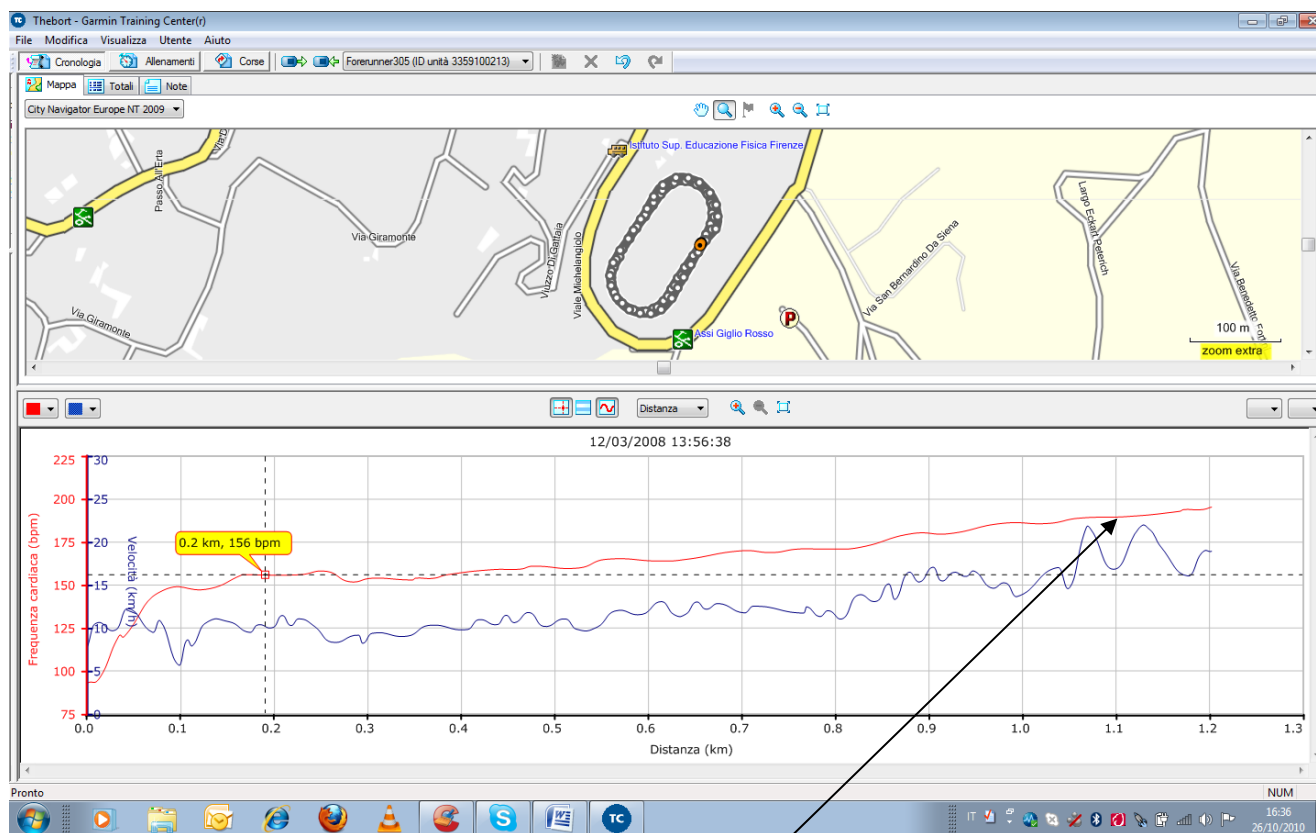 Thebort - Garmin Training Center(r)
File Modifica Visualizza Utente Aiuto
Cronologia Allenamenti Corse Forerunner305 (ID unità 3359100213)
Mappa Totali Note
City Navigator Europe NT 2009
Istituto Sup. Educazione Fisica Firenze
Passo All'Erta
Via Giramonte
Viuzzo Di Gattaia
Viale Michelangiolo
Via San Bernardino Da Siena
Largo Eckart Peterich
Via Benedetto
Via Giramonte
Assi Giglio Rosso
P
100 m
zoom extra
Distanza
12/03/2008 13:56:38
225 30
200 25
175 20
150 15
125 10
100 5
75 0
Frequenza cardiaca (bpm)
Velocità (km/h)
0.2 km, 156 bpm
0.0 0.1 0.2 0.3 0.4 0.5 0.6 0.7 0.8 0.9 1.0 1.1 1.2 1.3
Distanza (km)
Pronto
NUM
TC
IT
16:36
26/10/2010